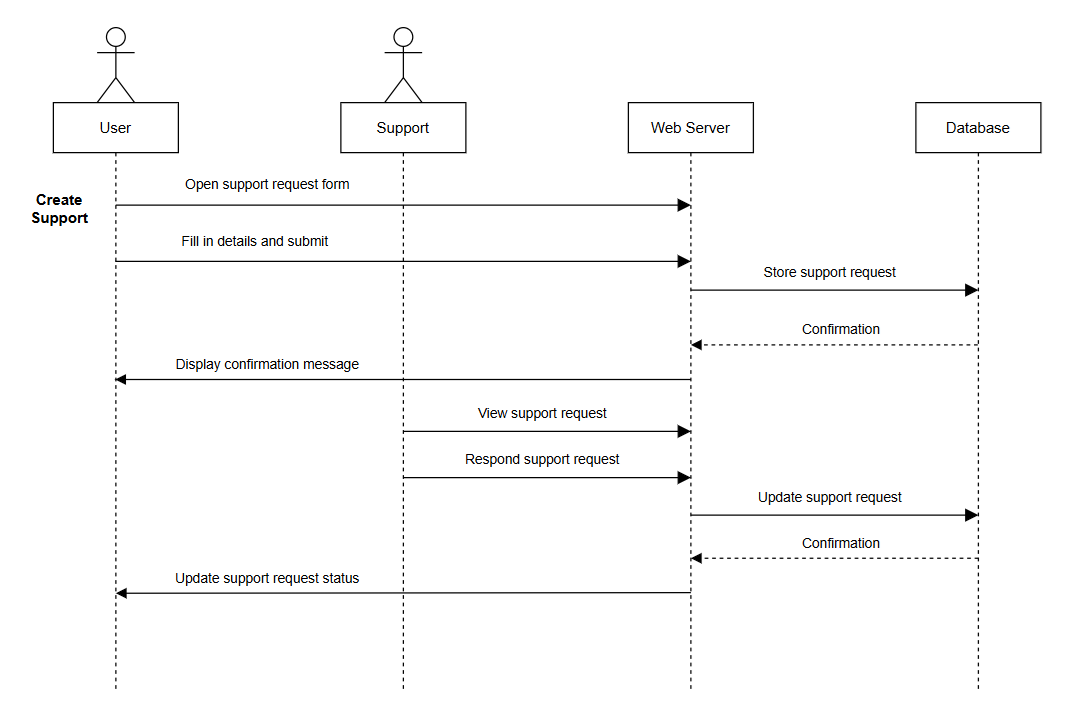 User
Support
Web Server
Database
Create
Support
Open support request form
Fill in details and submit
Store support request
Confirmation
Display confirmation message
View support request
Respond support request
Update support request
Confirmation
Update support request status